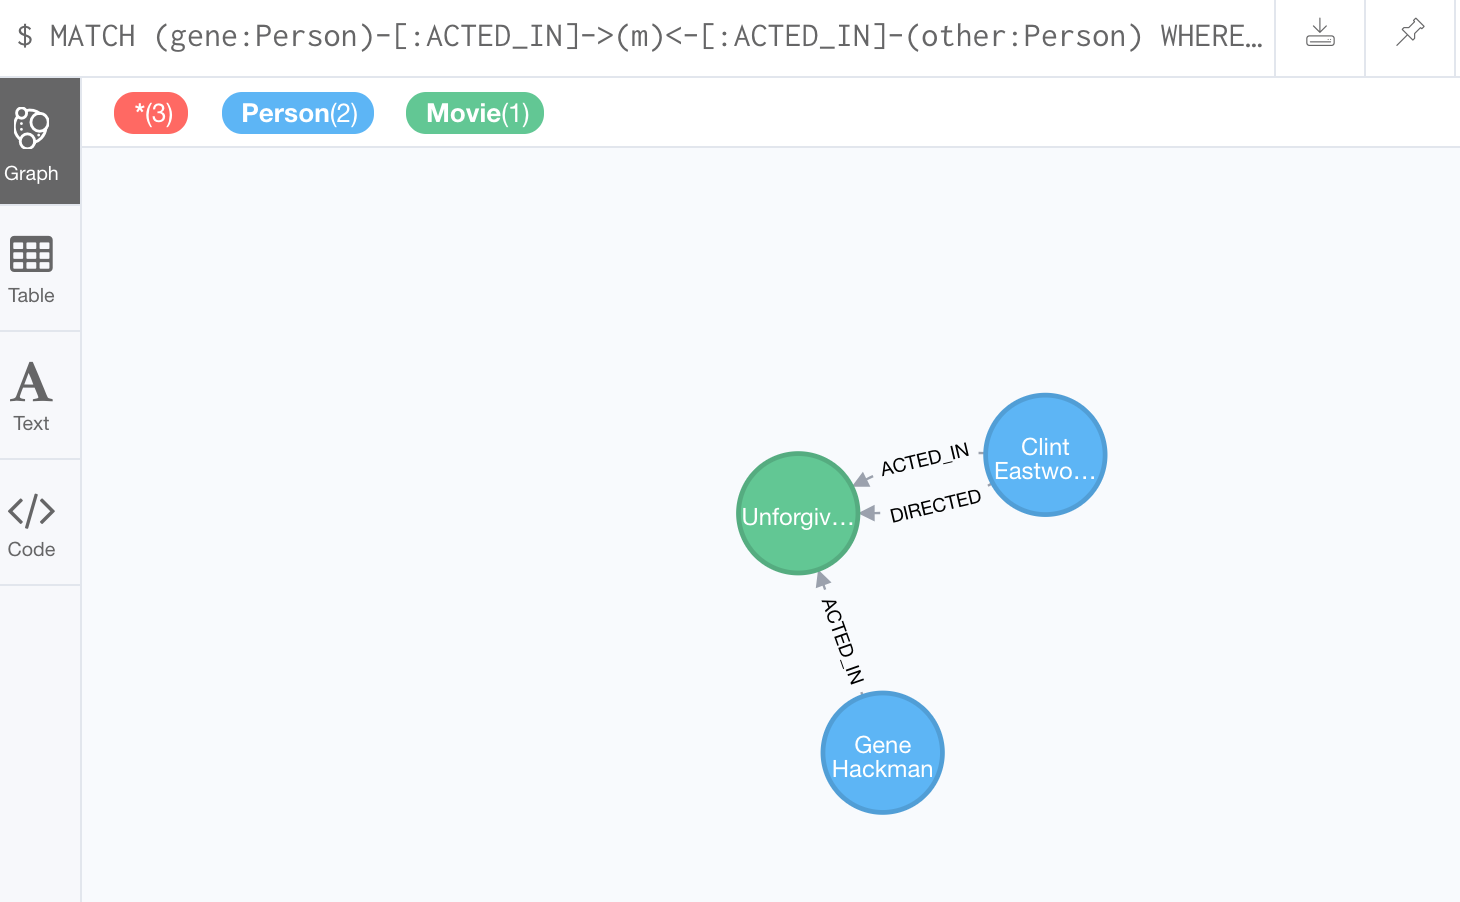 $ MATCH (gene:Person)-[:ACTED_IN]->(m)<-[:ACTED_IN]-(other:Person) WHERE…
*(3) Person(2) Movie(1)
Graph
Table
Text
Code
Clint
Eastwo…
ACTED_IN
DIRECTED
Unforgiv…
ACTED_IN
Gene
Hackman